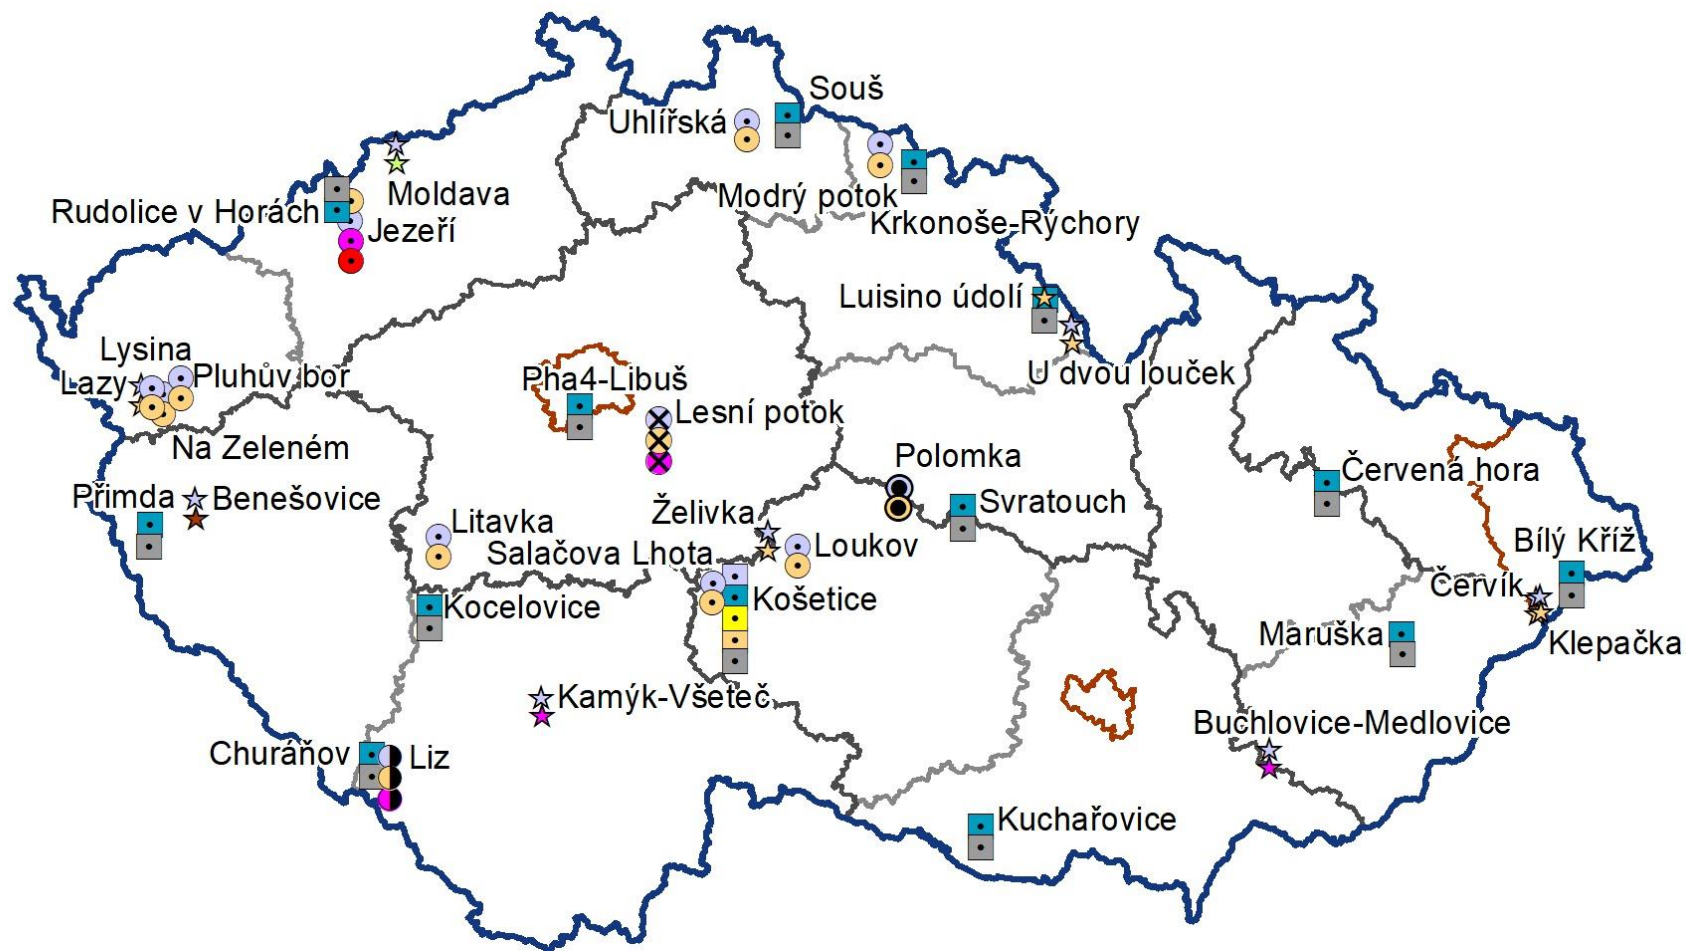 Souš
Uhlířská
Moldava
Modrý potok
Rudolice v Horách
Jezeří
Krkonoše-Rýchory
Luisino údolí
Lysina
Lazy
Pluhův bor
Pha4-Libuš
U dvou louček
Lesní potok
Na Zeleném
Polomka
Červená hora
Přimda
Benešovice
Svratouch
Želivka
Litavka
Salačova Lhota
Loukov
Bílý Kříž
Červík
Kocelovice
Košetice
Maruška
Klepačka
Kamýk-Všeteč
Buchlovice-Medlovice
Churáňov
Liz
Kuchařovice